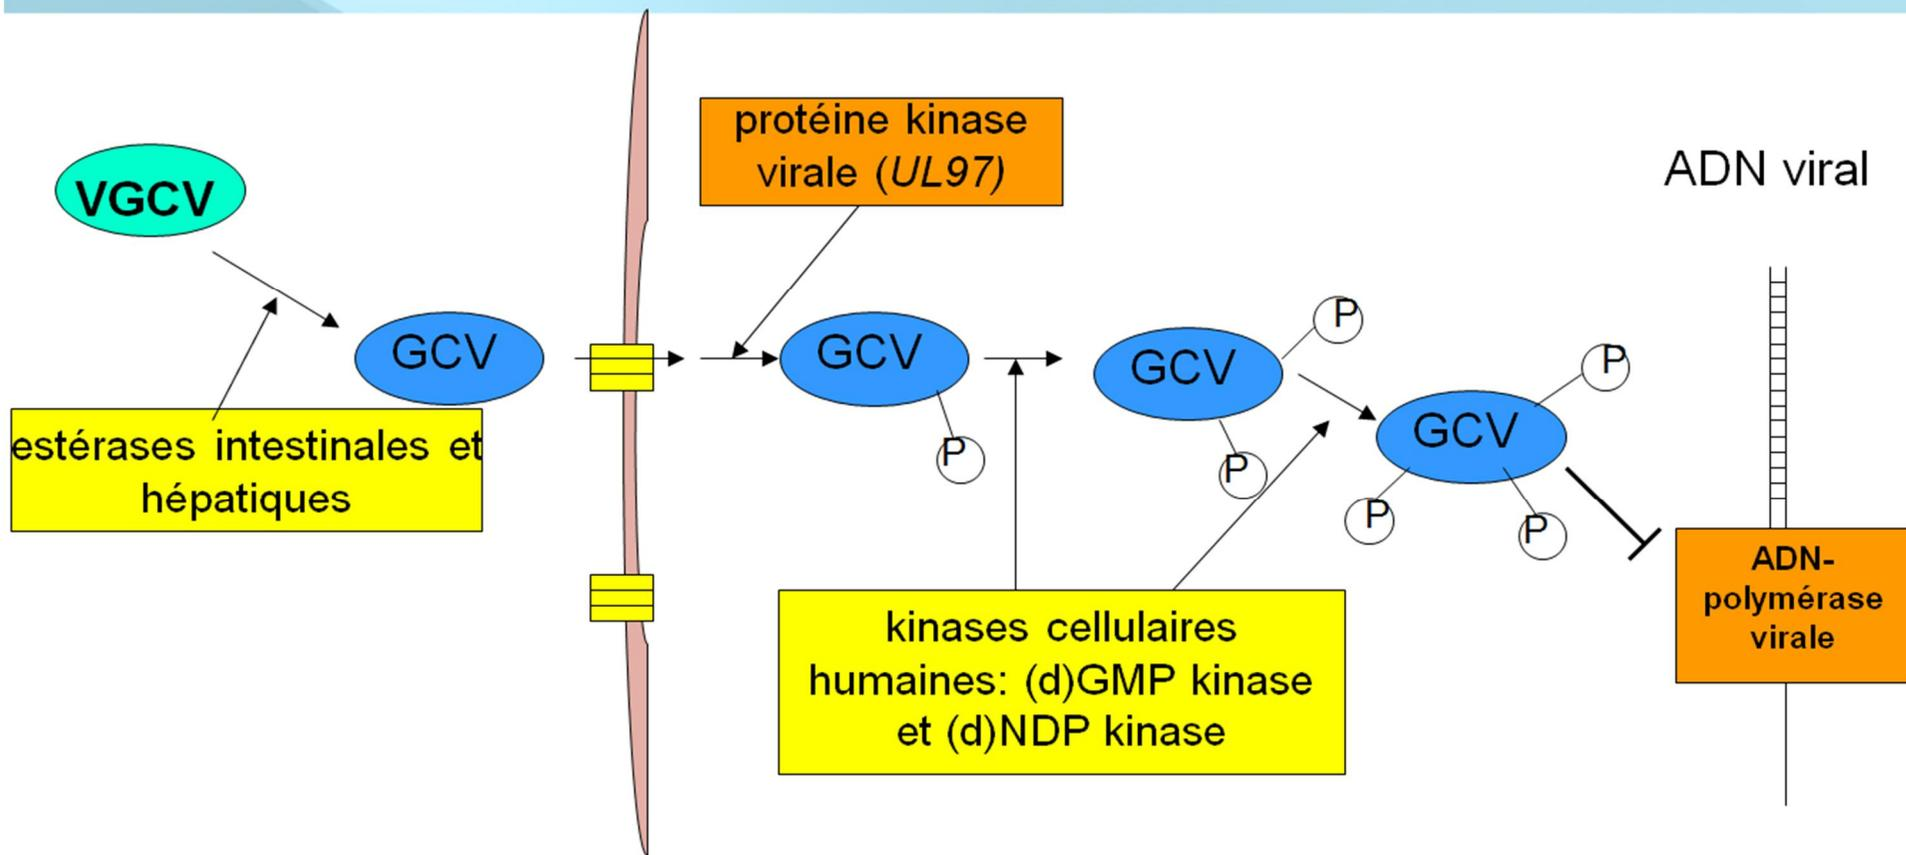 protéine kinase
virale (UL97)
ADN viral
VGCV
GCV
GCV
P
GCV
P
P
GCV
P
P
P
estérases intestinales et
hépatiques
ADN-
polymérase
virale
kinases cellulaires
humaines: (d)GMP kinase
et (d)NDP kinase